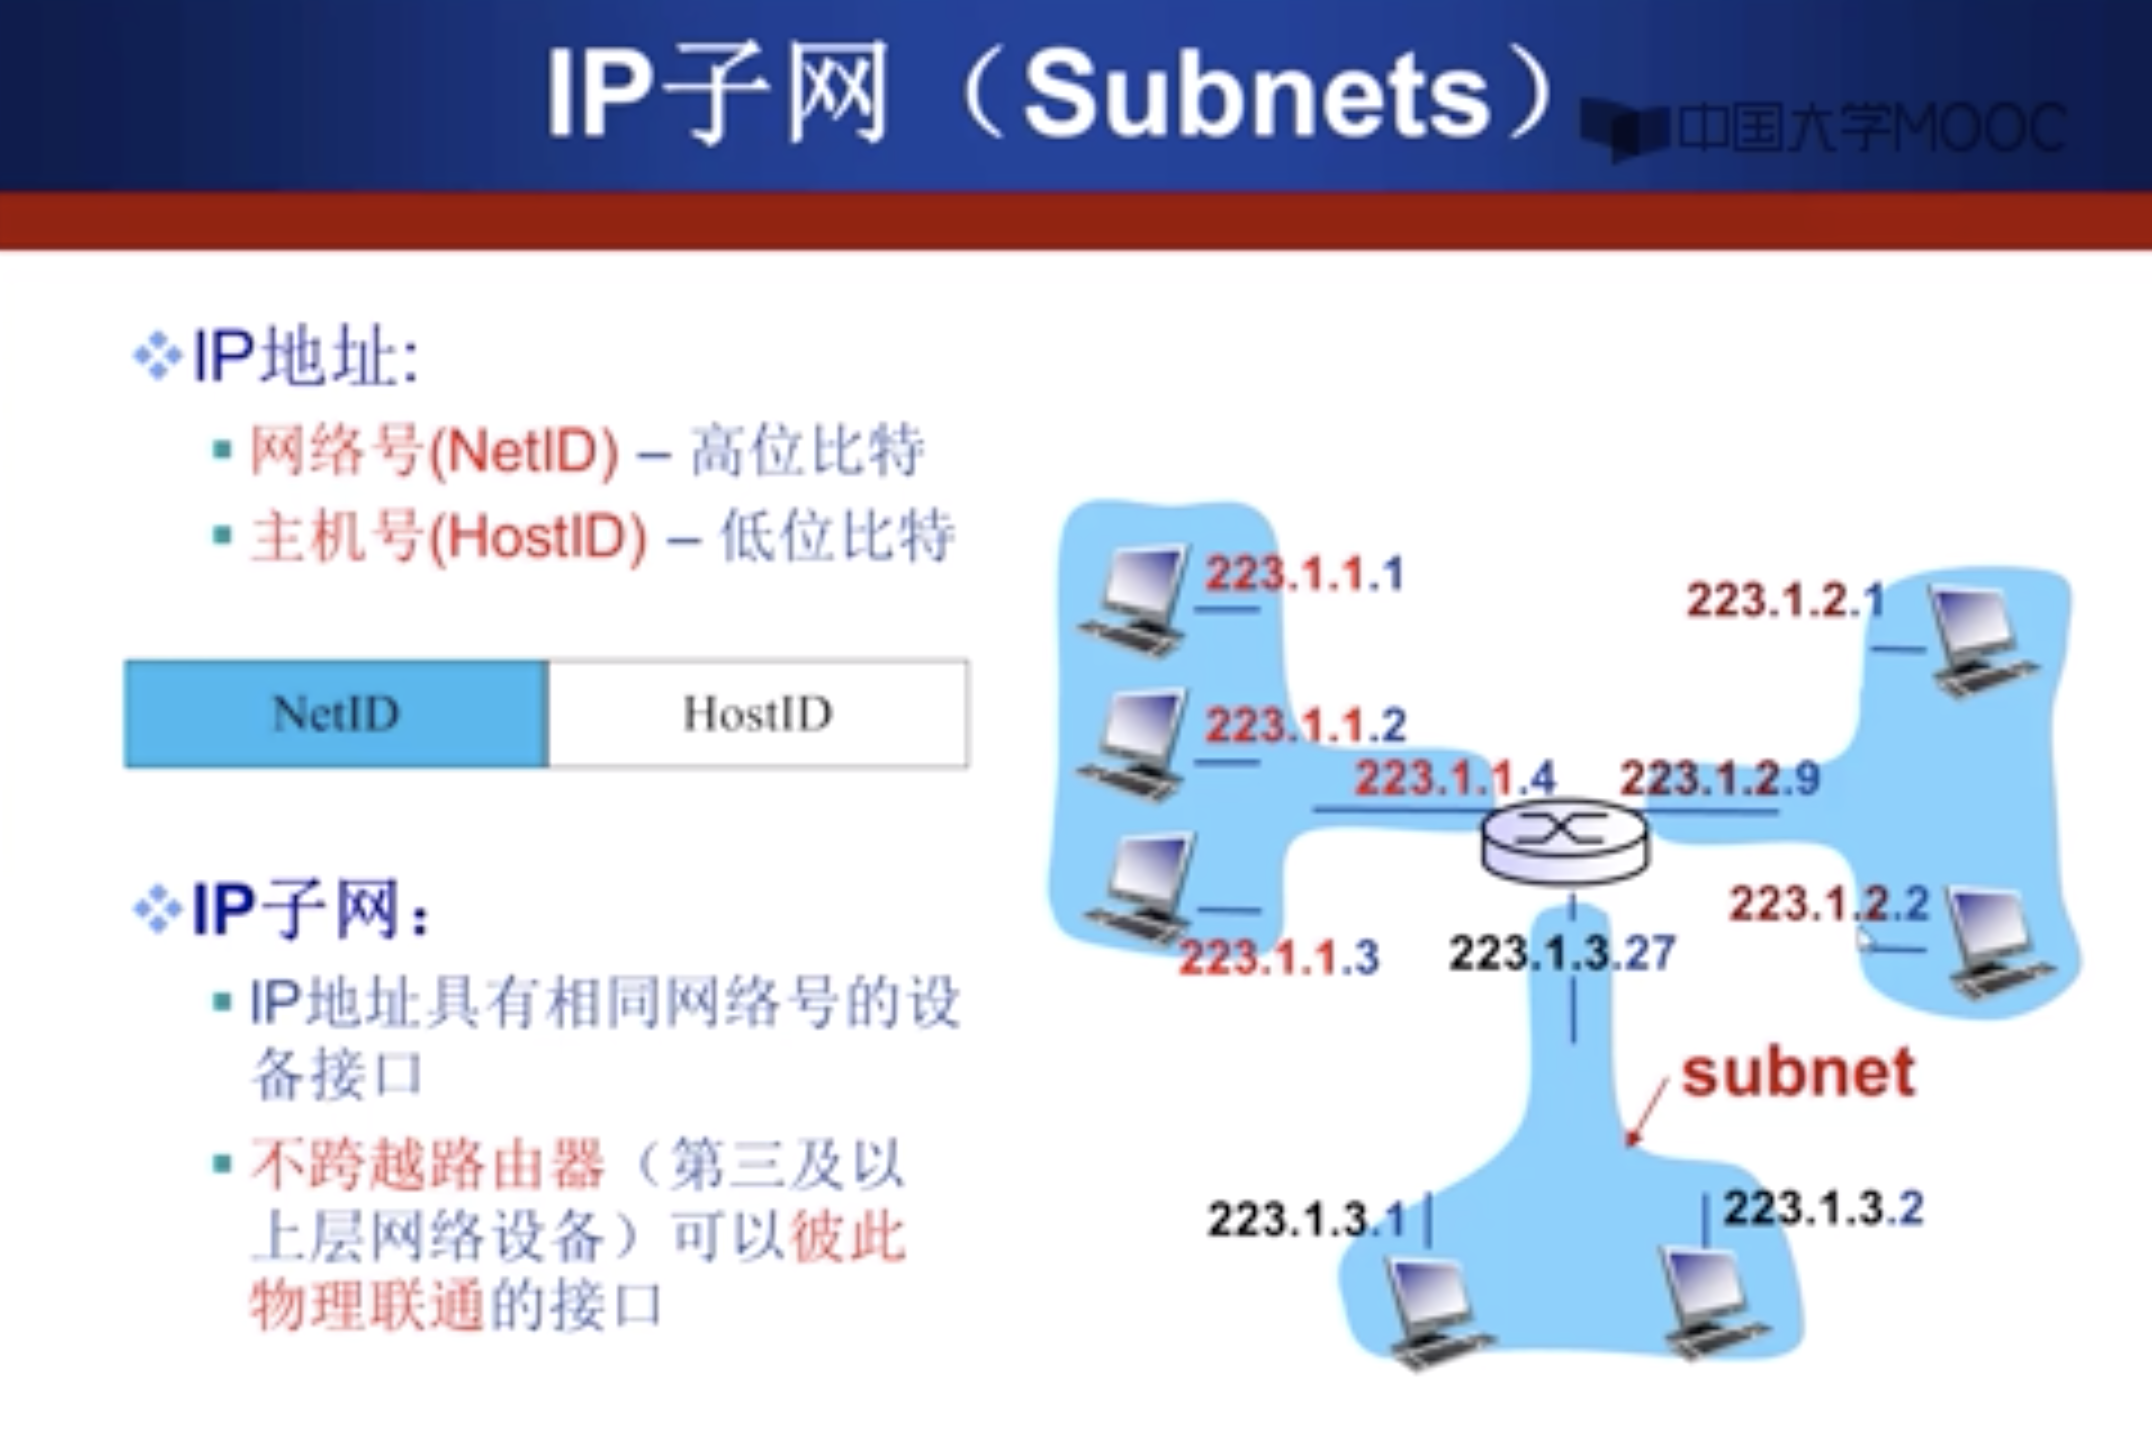 IP子网（Subnets）
中国大学MOOC
IP地址:
网络号(NetID) – 高位比特
主机号(HostID) – 低位比特
NetID
HostID
IP子网：
IP地址具有相同网络号的设
备接口
不跨越路由器（第三及以
上层网络设备）可以彼此
物理联通的接口
223.1.1.1
223.1.2.1
223.1.1.2
223.1.1.4
223.1.2.9
223.1.2.2
223.1.1.3
223.1.3.27
subnet
223.1.3.1
223.1.3.2